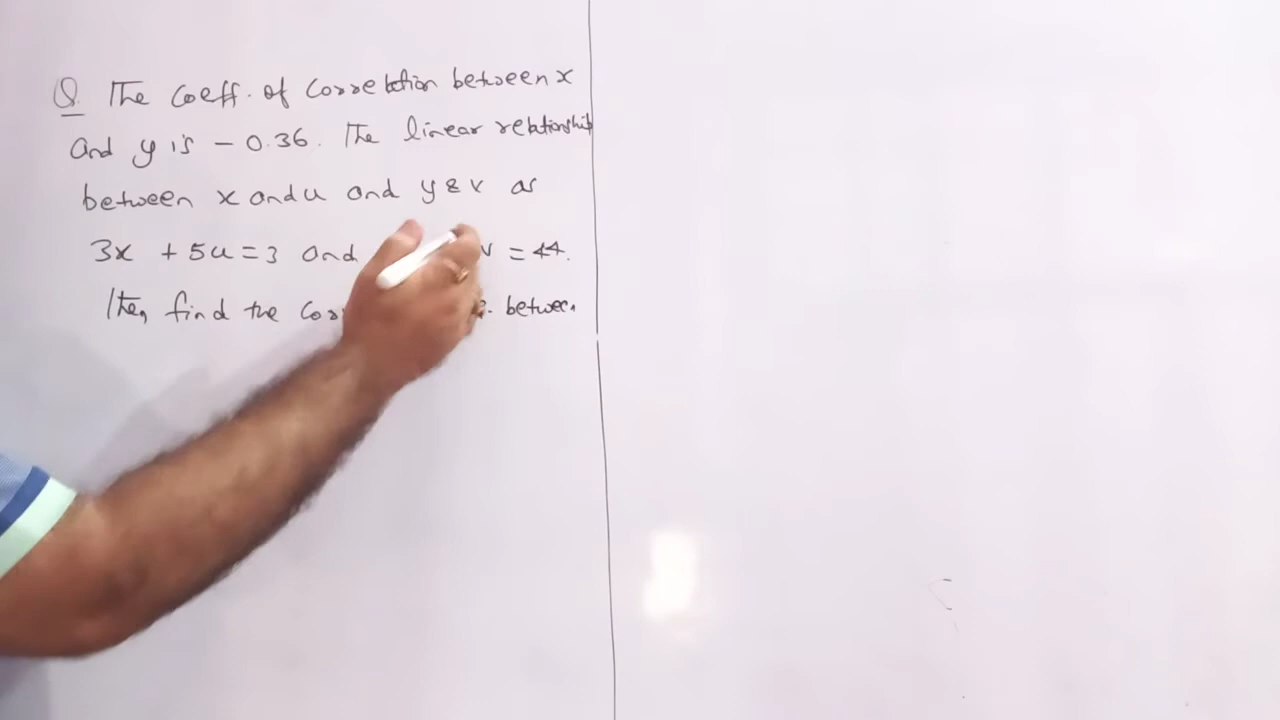 Q. The Coeff. of Correlation between x
and y is - 0.36. The linear relationship
between x and u and y & v as
3x + 5u = 3 and v = 44.
Then find the between